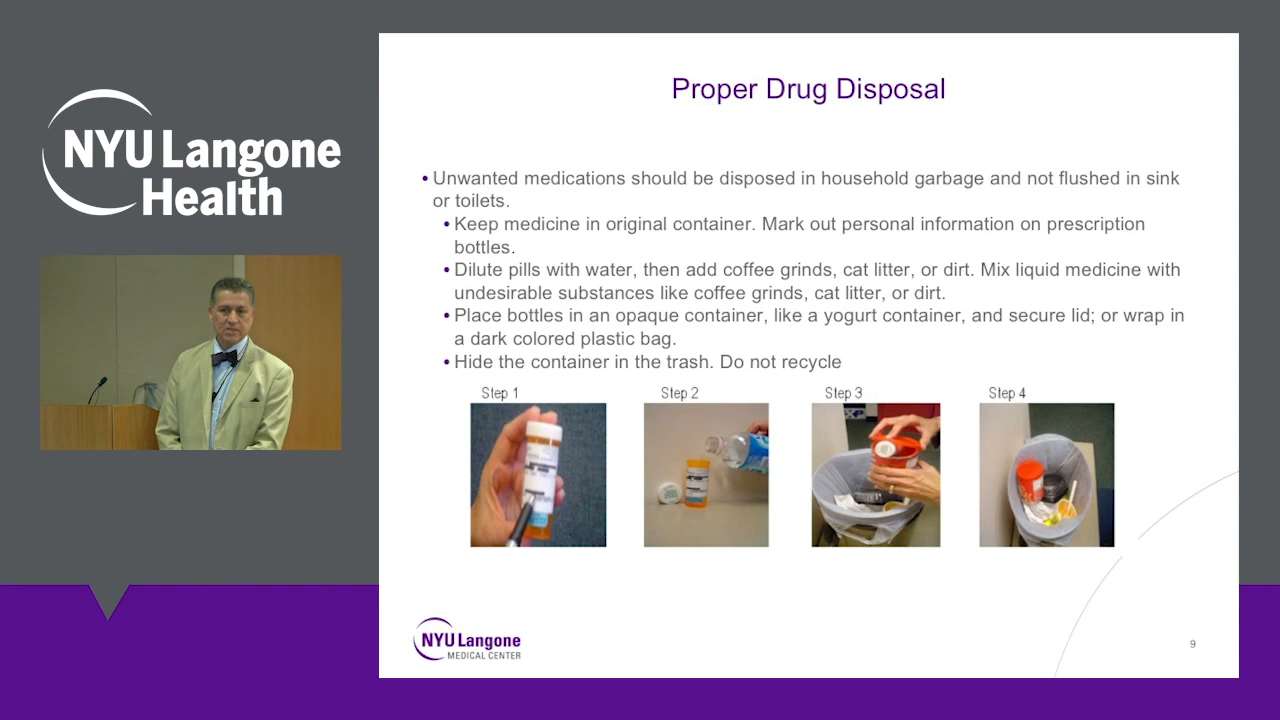 NYU Langone
Health
Proper Drug Disposal
• Unwanted medications should be disposed in household garbage and not flushed in sink
or toilets.
• Keep medicine in original container. Mark out personal information on prescription
bottles.
• Dilute pills with water, then add coffee grinds, cat litter, or dirt. Mix liquid medicine with
undesirable substances like coffee grinds, cat litter, or dirt.
• Place bottles in an opaque container, like a yogurt container, and secure lid; or wrap in
a dark colored plastic bag.
• Hide the container in the trash. Do not recycle
Step 1
Step 2
Step 3
Step 4
NYU Langone
MEDICAL CENTER
9